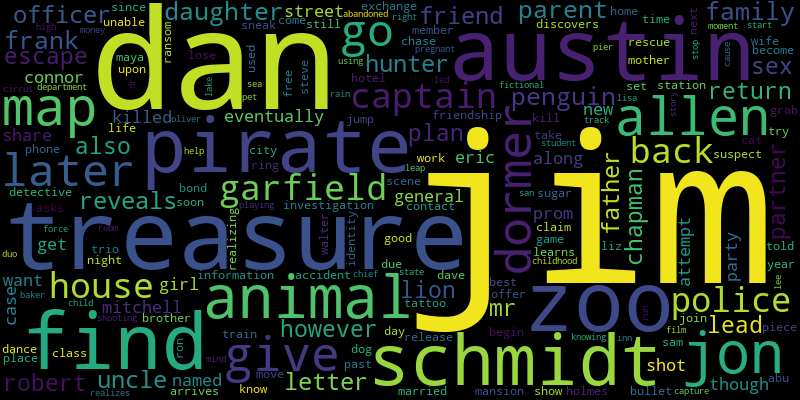 officer daughter street exchange friend parent home family
unable since come still abandoned right high money
frank escape ransom dan go chase member time wife become
sneak used free steve hunter austin discovers rescue mother
connor maya upon lose lake sea pet hotel pier next stop cause sex
map department captain penguin fictional set station return
circus dr share killed oliver eventually rain using led pregnant lisa story new allen grab try
also life help pirate jump friendship kill student track cat
phone city plan take back suspect
later ring work eric along dormer father partner
detective bond scene leap san sugar chapman
reveals soon garfield general prom
asks room playing investigation contact claim liz attempt party told
treasure realizing walter identity good game learns year
get force trio due dave childhood
duo night information accident chief state best lee
want house girl animal lion tattoo offer jim zoo police
case baker mitchell mr begin run join lead
child shooting brother however day release inn film piece
find ron train dog sam
dance class give past schmidt shot jon
place move though
robert uncle named mind letter know abu
realizes arrives married mansion show knowing holmes bullet capture moment start